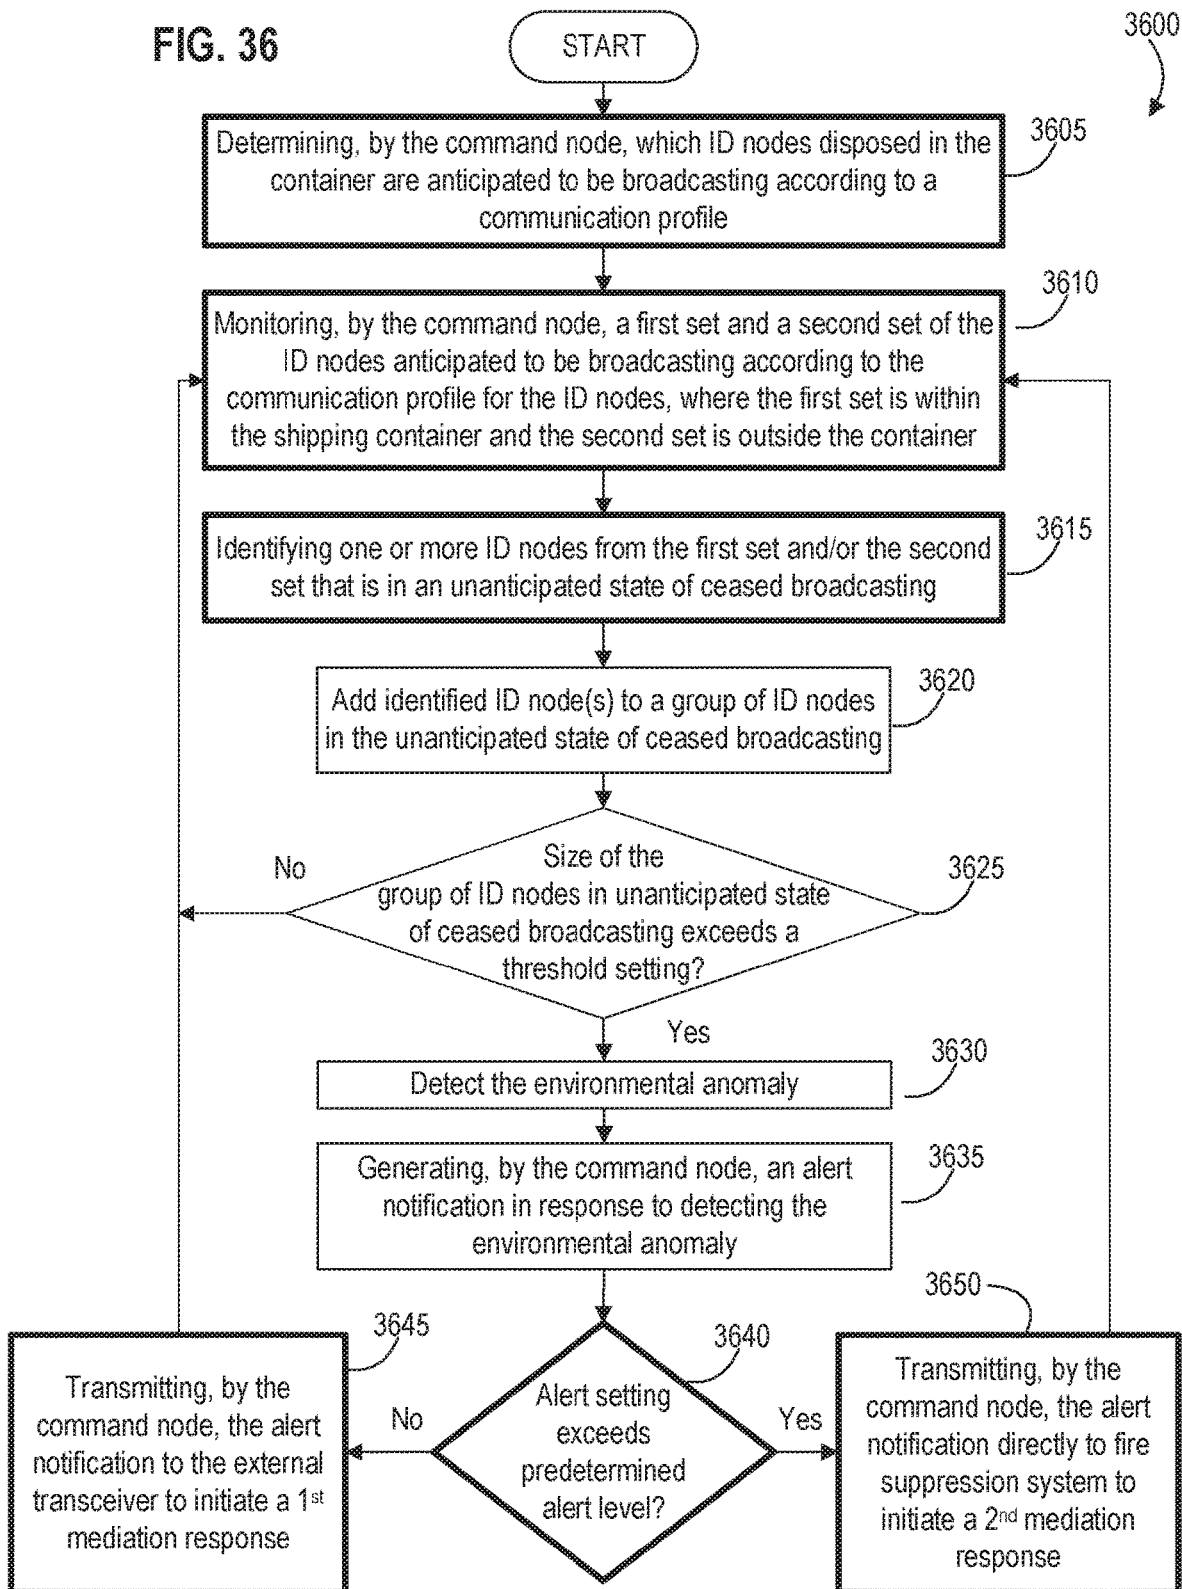 FIG. 36
START
3600
Determining, by the command node, which ID nodes disposed in the
container are anticipated to be broadcasting according to a
communication profile
3605
Monitoring, by the command node, a first set and a second set of the
ID nodes anticipated to be broadcasting according to the
communication profile for the ID nodes, where the first set is within
the shipping container and the second set is outside the container
3610
Identifying one or more ID nodes from the first set and/or the second
set that is in an unanticipated state of ceased broadcasting
3615
Add identified ID node(s) to a group of ID nodes
in the unanticipated state of ceased broadcasting
3620
Size of the
group of ID nodes in unanticipated state
of ceased broadcasting exceeds a
threshold setting?
3625
No
Yes
Detect the environmental anomaly
3630
Generating, by the command node, an alert
notification in response to detecting the
environmental anomaly
3635
Alert setting
exceeds
predetermined
alert level?
3640
No
Yes
Transmitting, by the
command node, the alert
notification to the external
transceiver to initiate a 1st
mediation response
3645
Transmitting, by the
command node, the alert
notification directly to fire
suppression system to
initiate a 2nd mediation
response
3650